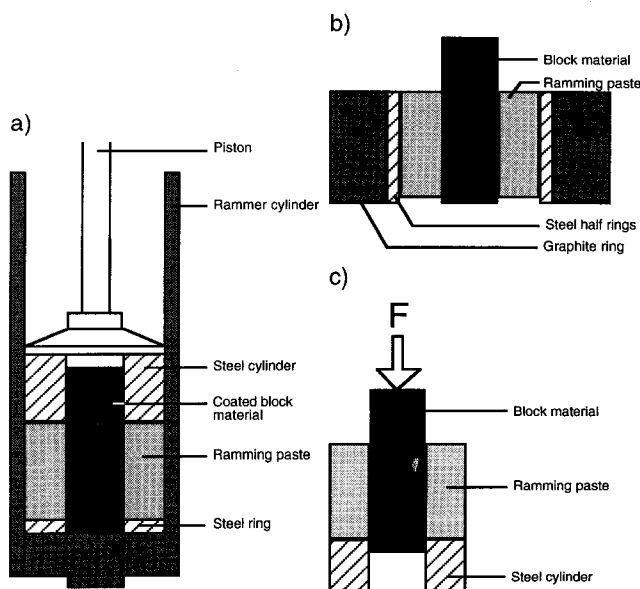 a)
Piston
Rammer cylinder
Steel cylinder
Coated block
material
Ramming paste
Steel ring
b)
Block material
Ramming paste
Steel half rings
Graphite ring
c)
F
Block material
Ramming paste
Steel cylinder